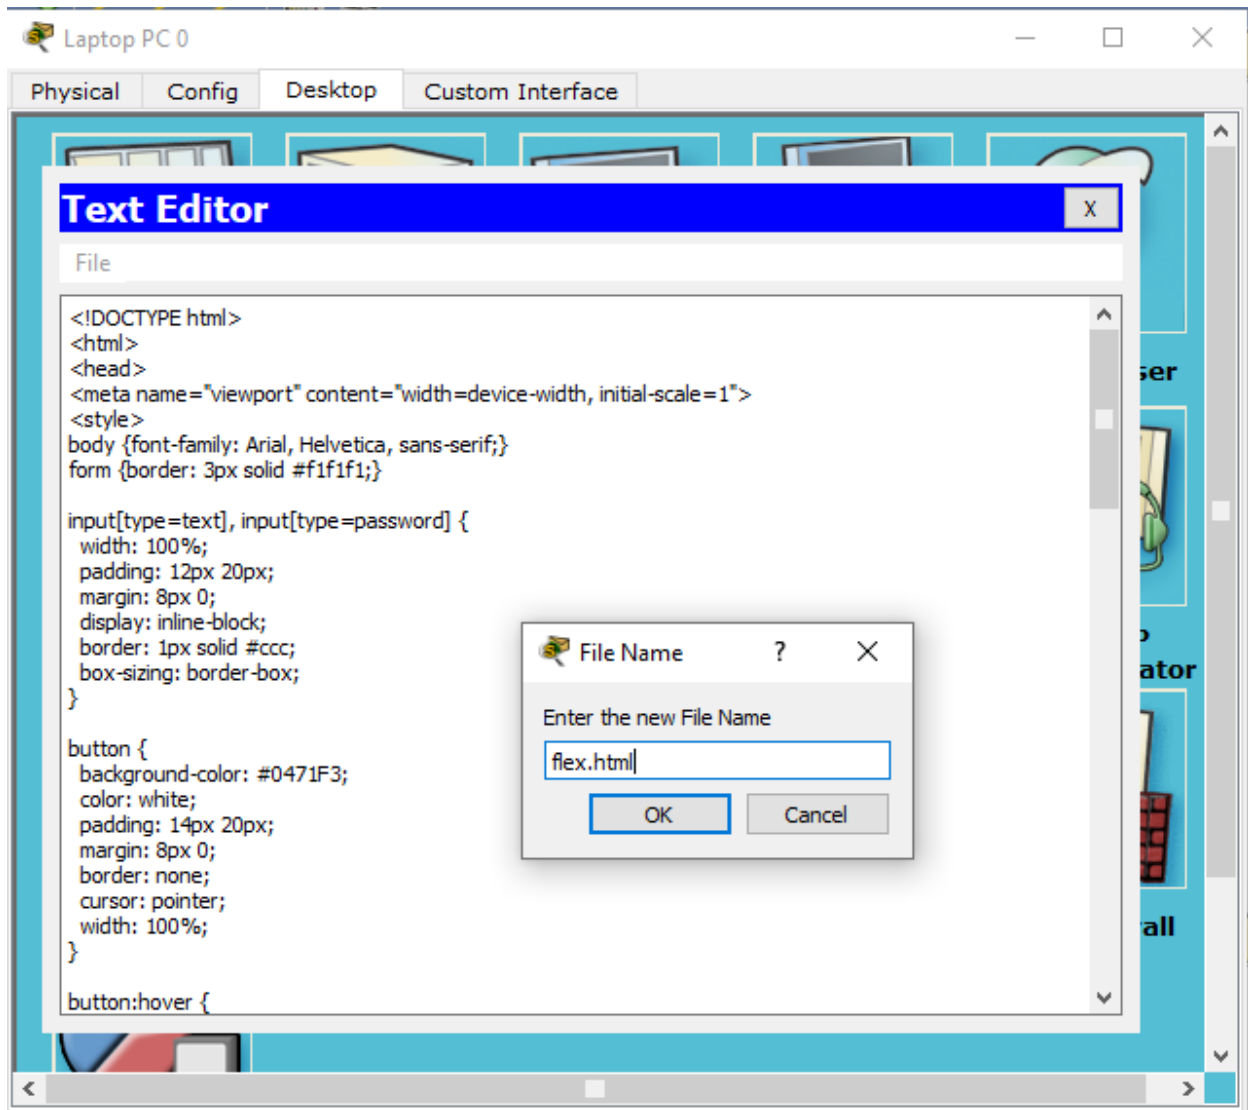 Laptop PC 0
Physical Config Desktop Custom Interface
Text Editor X
File
<!DOCTYPE html>
<html>
<head>
<meta name="viewport" content="width=device-width, initial-scale=1">
<style>
body {font-family: Arial, Helvetica, sans-serif;}
form {border: 3px solid #f1f1f1;}
input[type=text], input[type=password] {
width: 100%;
padding: 12px 20px;
margin: 8px 0;
display: inline-block;
border: 1px solid #ccc;
box-sizing: border-box;
}
button {
background-color: #0471F3;
color: white;
padding: 14px 20px;
margin: 8px 0;
border: none;
cursor: pointer;
width: 100%;
}
button:hover {
File Name ?
Enter the new File Name
flex.html
OK Cancel
ser
ator
all